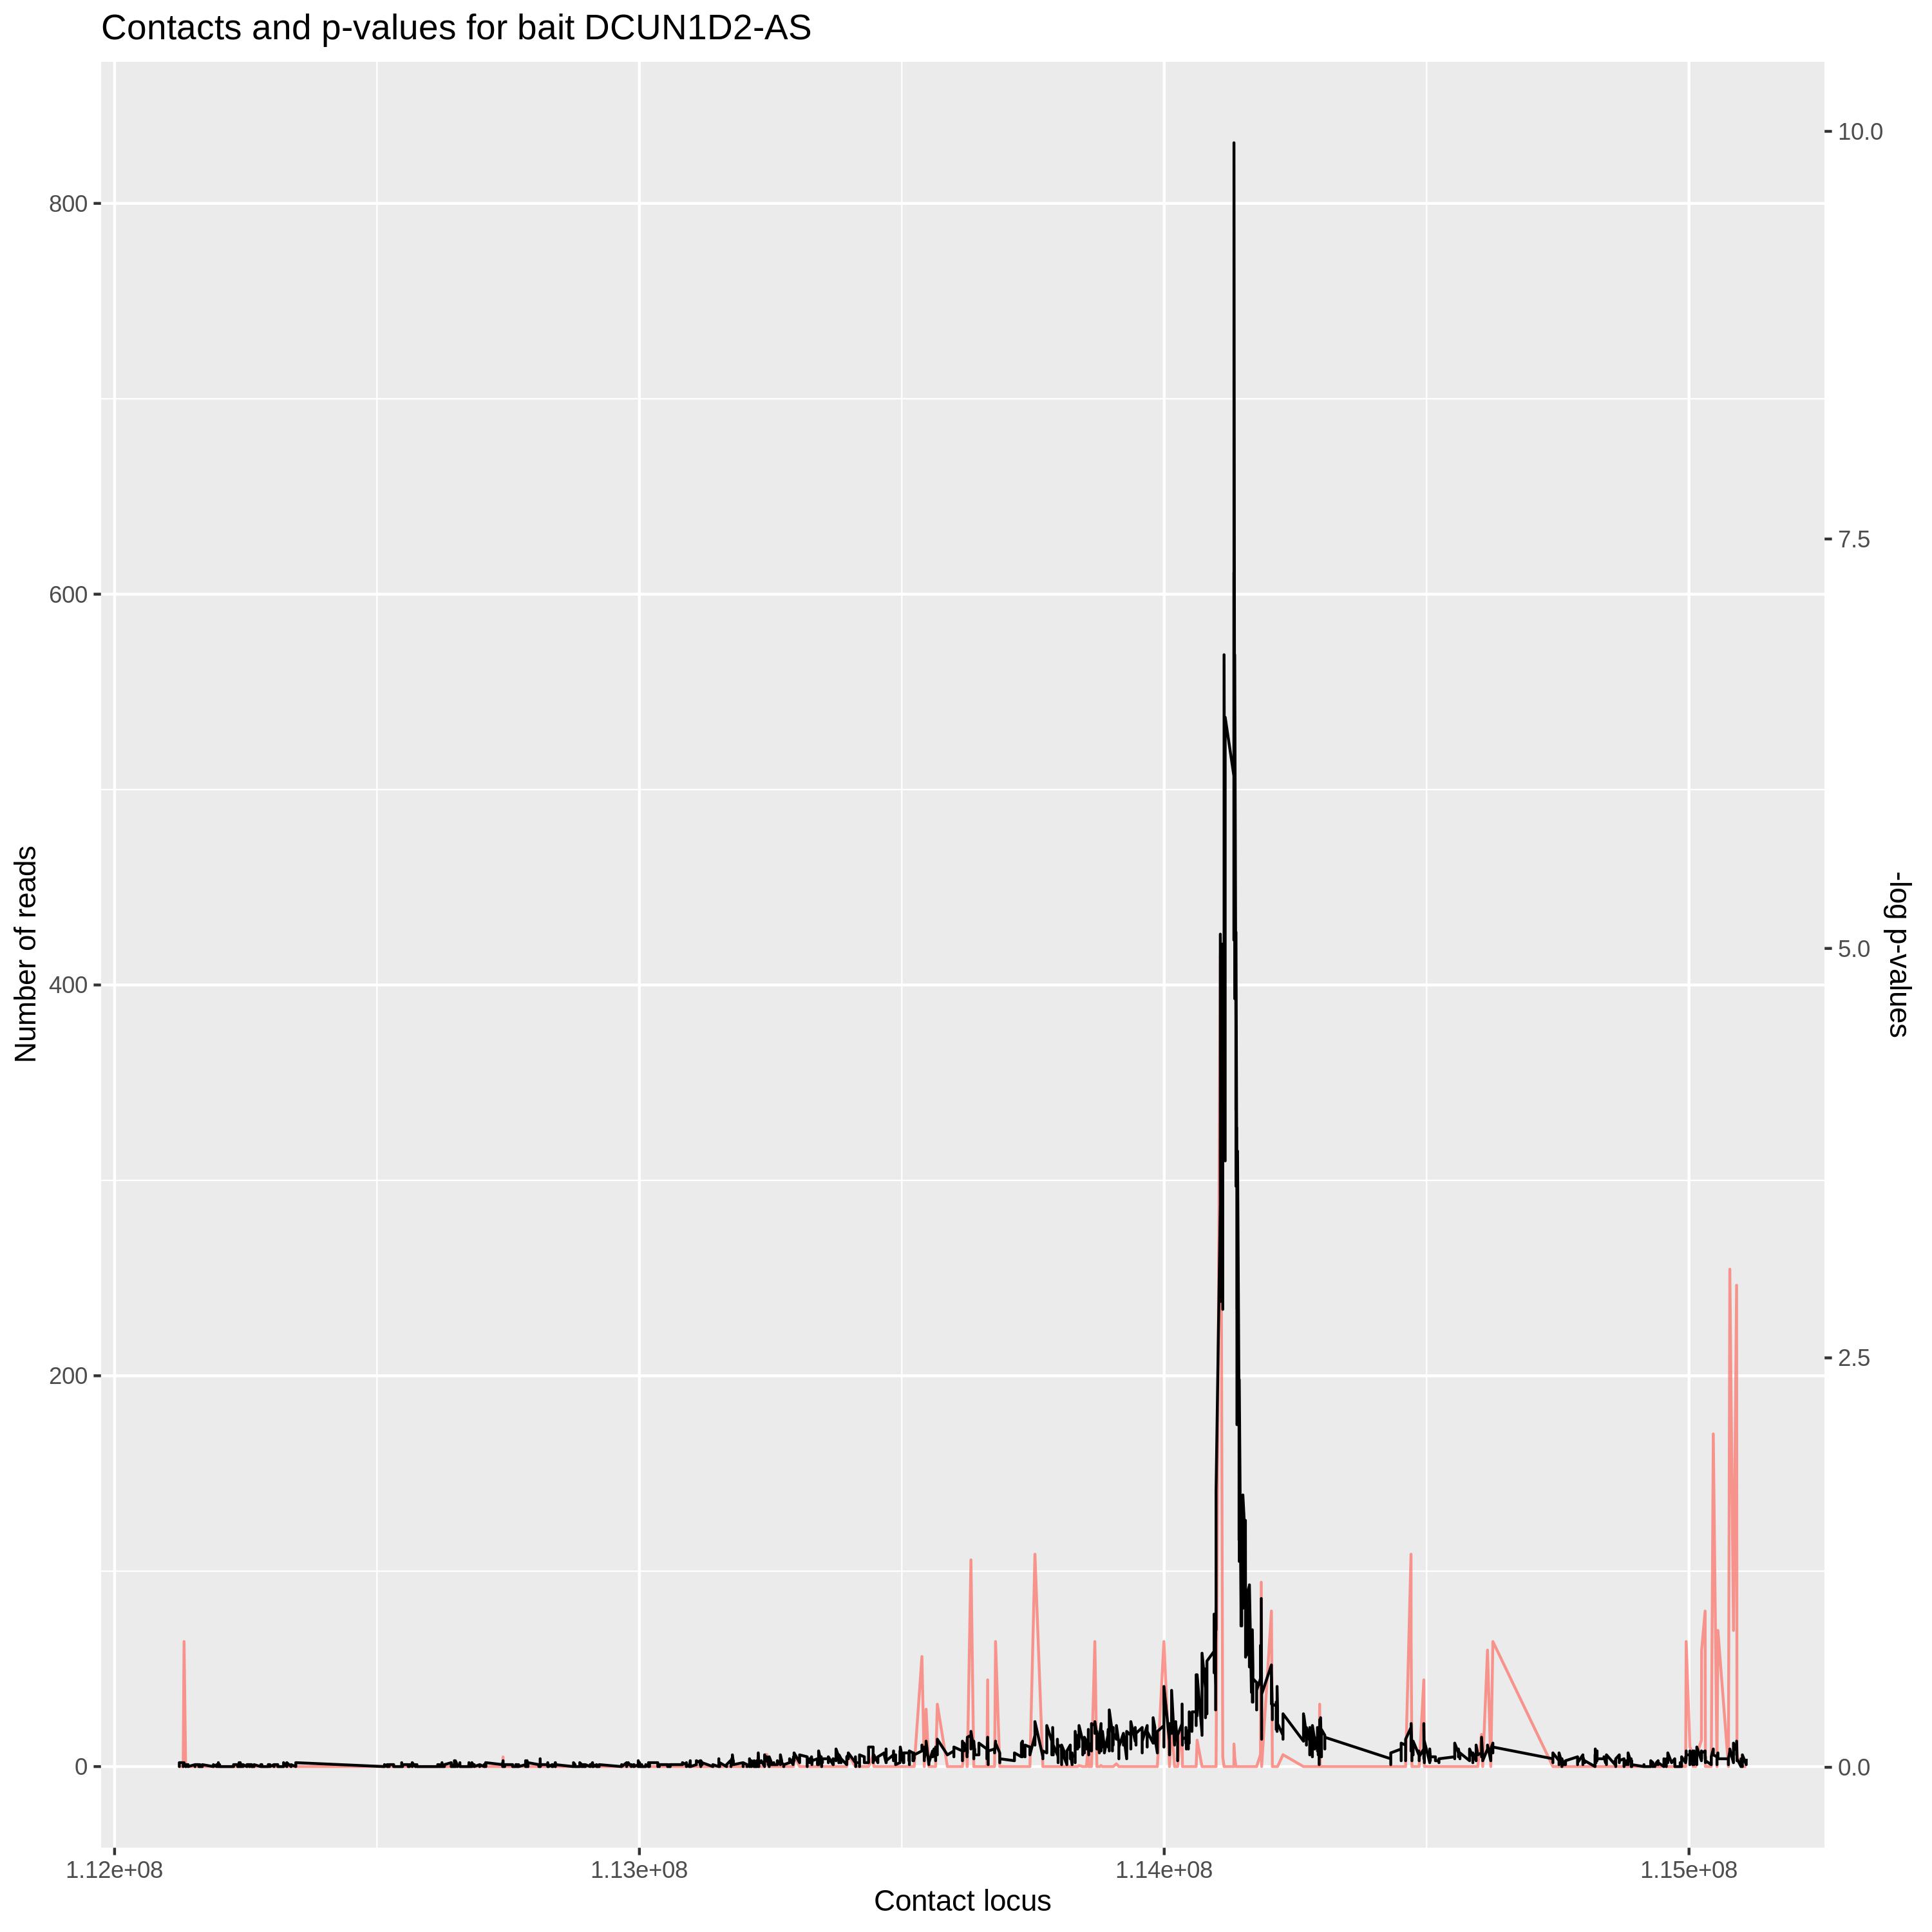 Contacts and p-values for bait DCUN1D2-AS
10.0
800
7.5
600
Number of reads
-log p-values
5.0
400
200
2.5
0
0.0
1.12e+08
1.13e+08
1.14e+08
1.15e+08
Contact locus